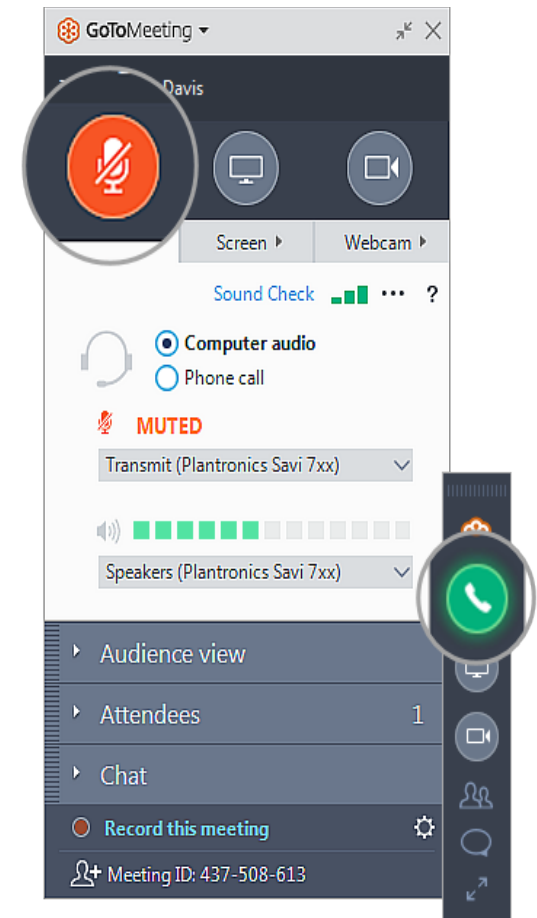 GoToMeeting
Davis
Screen
Webcam
Sound Check ... ?
Computer audio
Phone call
MUTED
Transmit (Plantronics Savi 7xx)
Speakers (Plantronics Savi 7xx)
Audience view
Attendees 1
Chat
Record this meeting
Meeting ID: 437-508-613